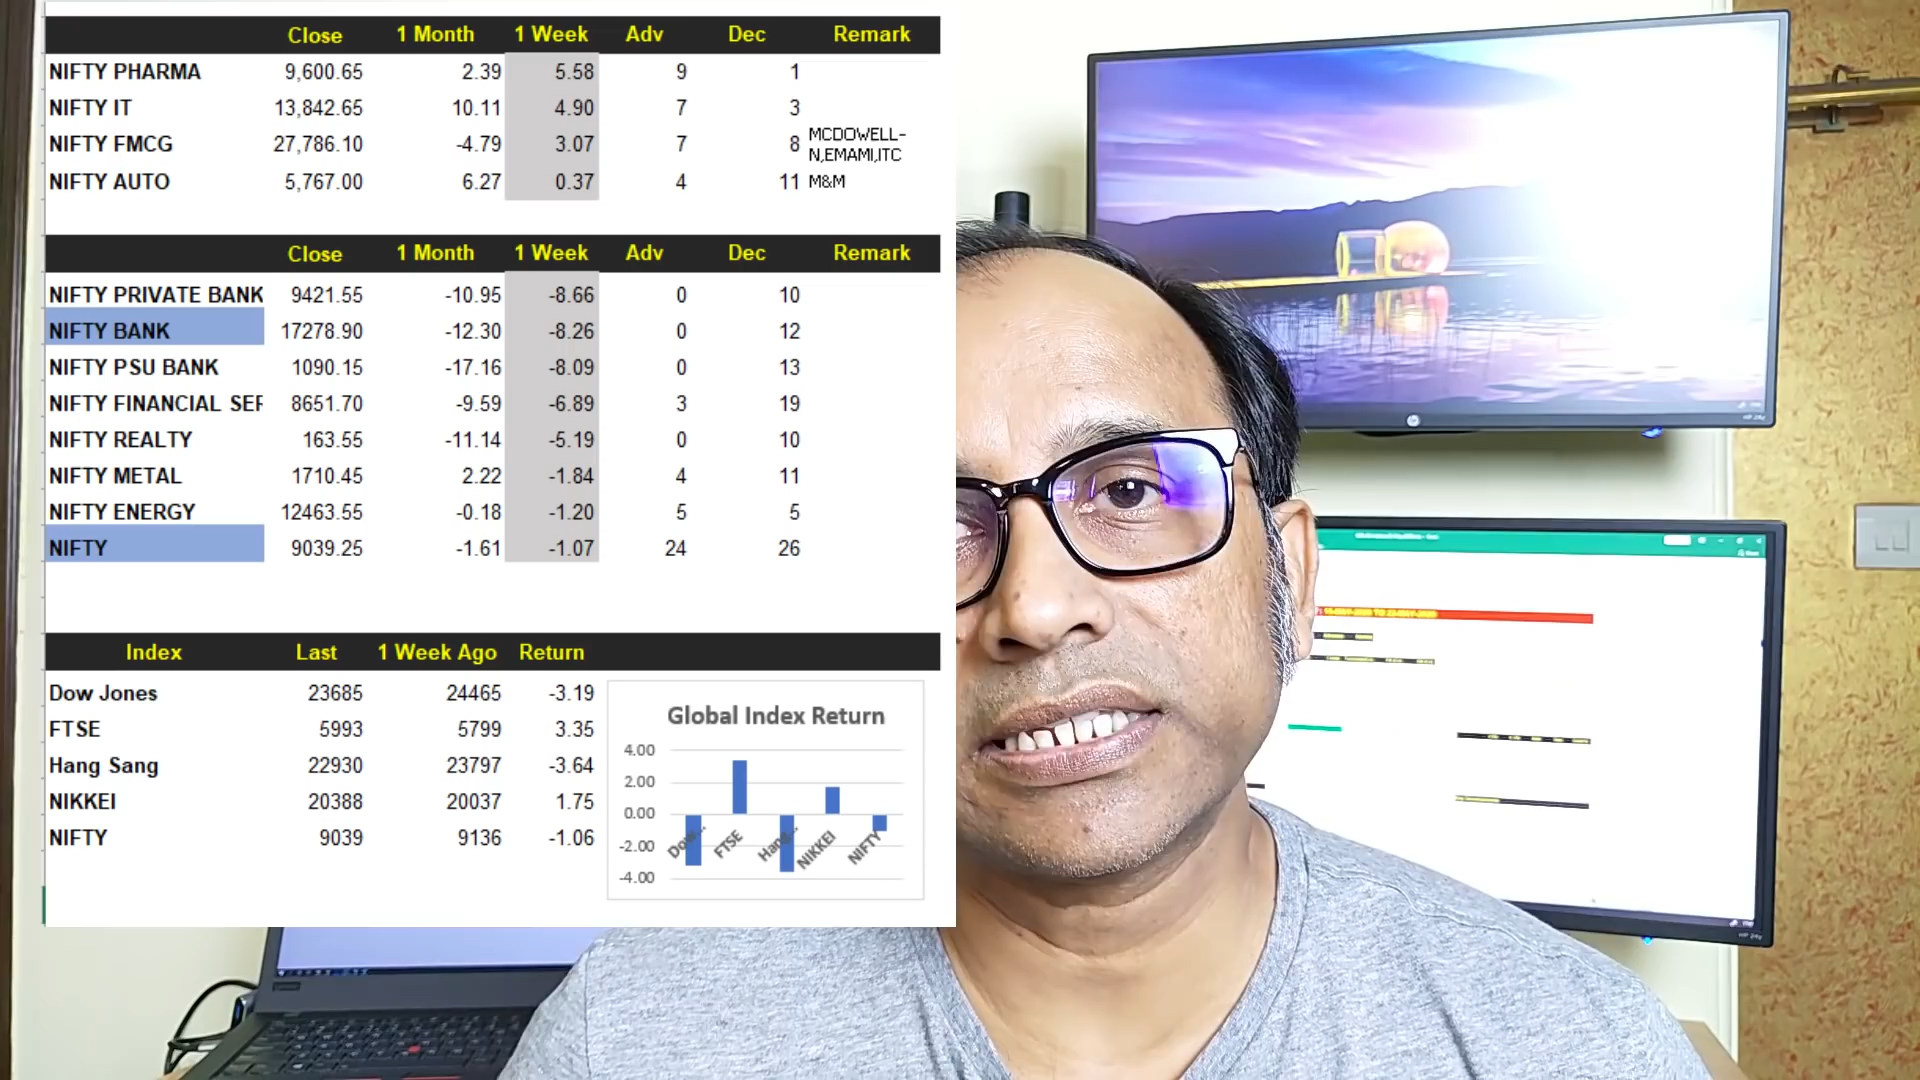 Close 1 Month 1 Week Adv Dec Remark
NIFTY PHARMA 9,600.65 2.39 5.58 9 1
NIFTY IT 13,842.65 10.11 4.90 7 3
NIFTY FMCG 27,786.10 -4.79 3.07 7 8 MCDOWELL-
N,EMAMI,ITC
NIFTY AUTO 5,767.00 6.27 0.37 4 11 M&M
Close 1 Month 1 Week Adv Dec Remark
NIFTY PRIVATE BANK 9421.55 -10.95 -8.66 0 10
NIFTY BANK 17278.90 -12.30 -8.26 0 12
NIFTY PSU BANK 1090.15 -17.16 -8.09 0 13
NIFTY FINANCIAL SER 8651.70 -9.59 -6.89 3 19
NIFTY REALTY 163.55 -11.14 -5.19 0 10
NIFTY METAL 1710.45 2.22 -1.84 4 11
NIFTY ENERGY 12463.55 -0.18 -1.20 5 5
NIFTY 9039.25 -1.61 -1.07 24 26
Index Last 1 Week Ago Return
Dow Jones 23685 24465 -3.19
FTSE 5993 5799 3.35
Hang Sang 22930 23797 -3.64
NIKKEI 20388 20037 1.75
NIFTY 9039 9136 -1.06
Global Index Return
4.00
2.00
0.00
-2.00
-4.00
Dow...
FTSE
Hang...
NIKKEI
NIFTY